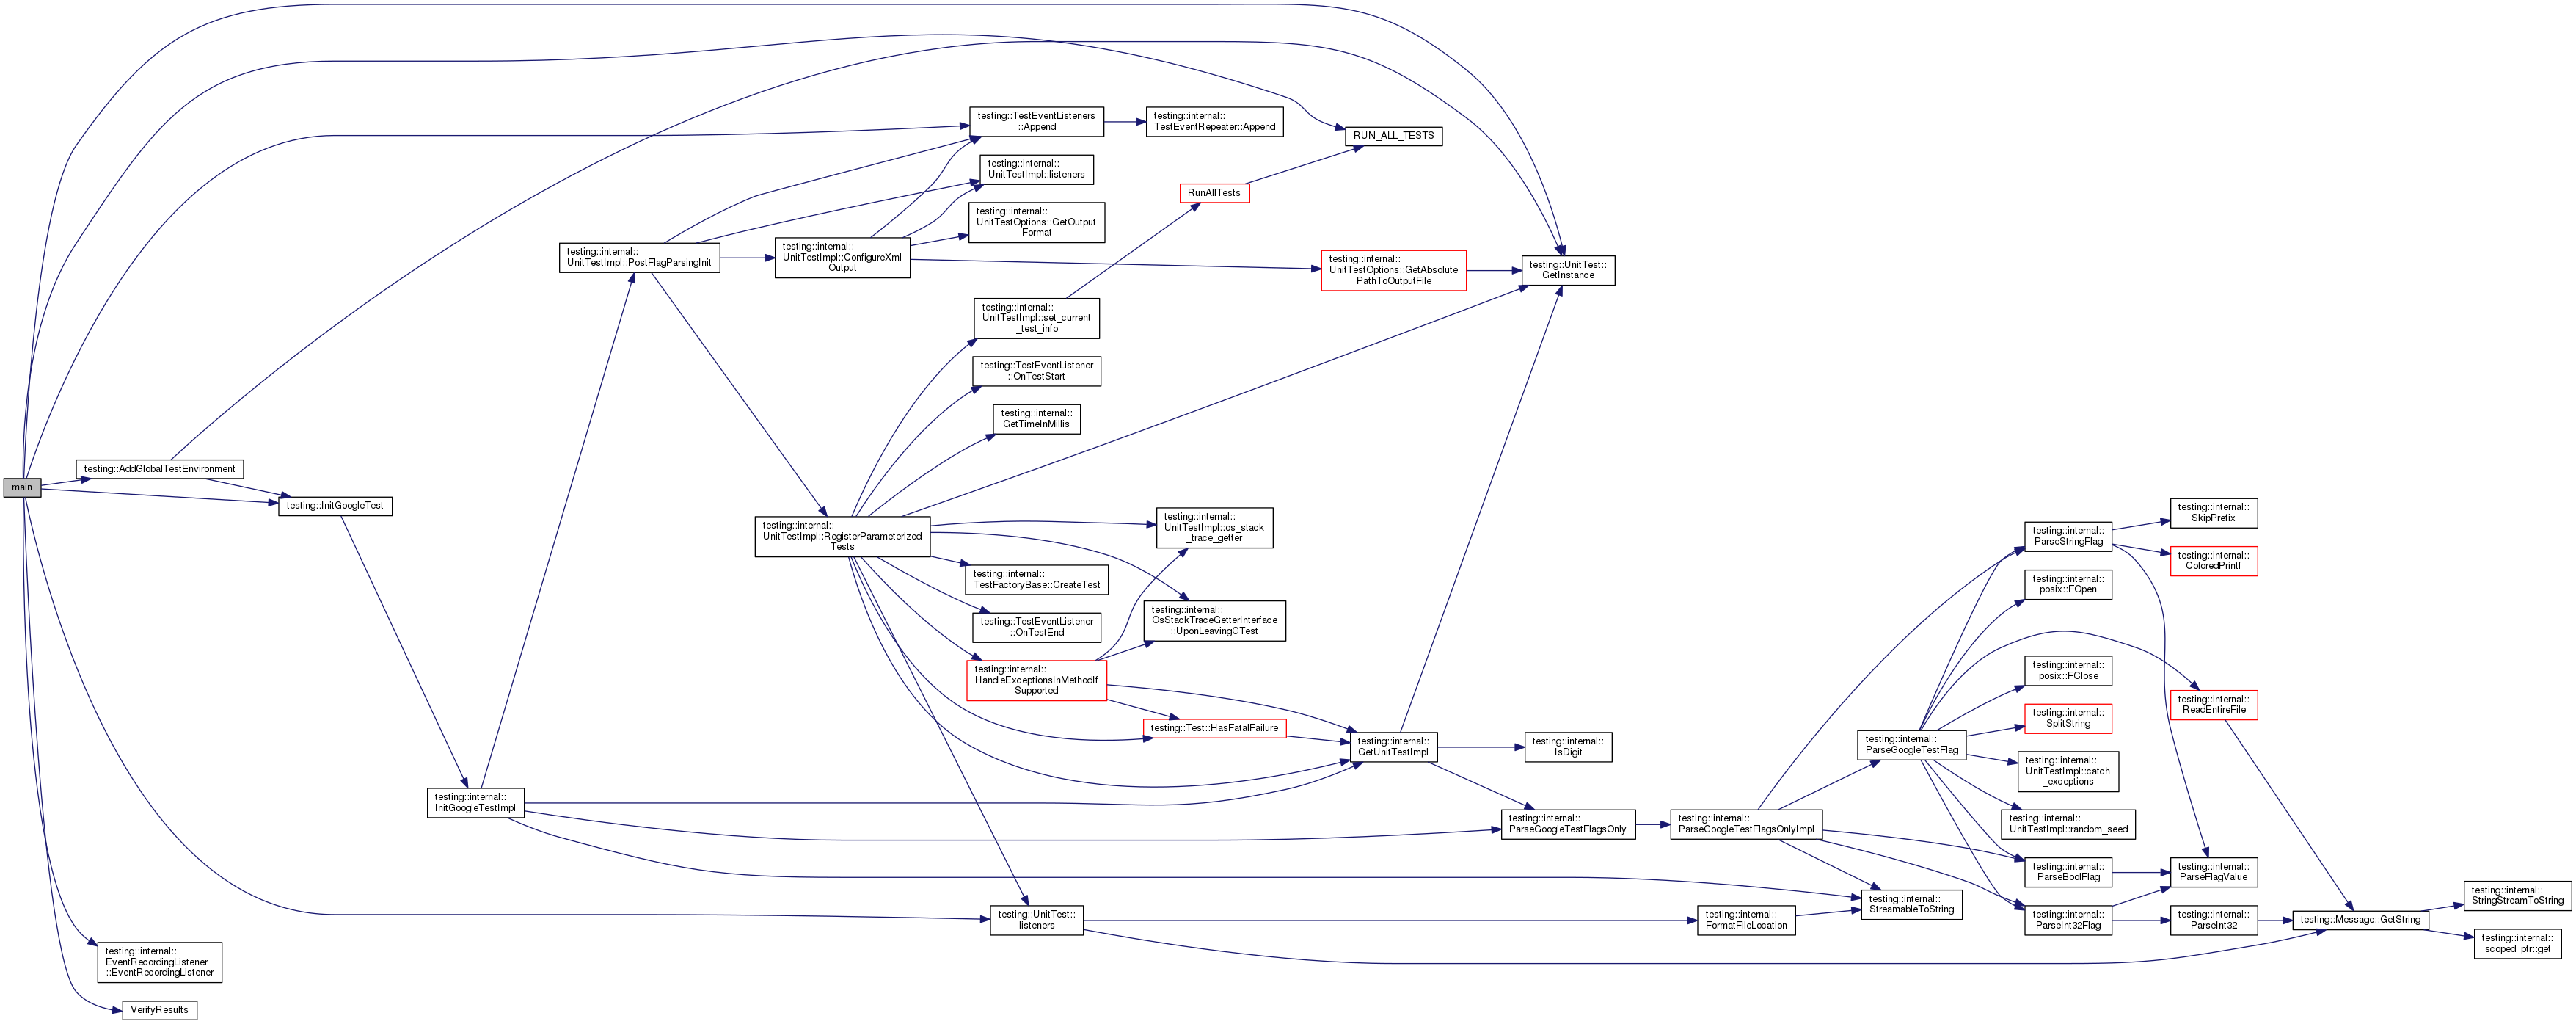 main
testing::AddGlobalTestEnvironment
testing::InitGoogleTest
testing::internal::
EventRecordingListener
::EventRecordingListener
VerifyResults
testing::internal::
InitGoogleTestImpl
testing::internal::
UnitTestImpl::PostFlagParsingInit
testing::internal::
UnitTestImpl::ConfigureXml
Output
testing::internal::
UnitTestImpl::RegisterParameterized
Tests
testing::TestEventListeners
::Append
testing::internal::
UnitTestImpl::listeners
testing::internal::
UnitTestOptions::GetOutput
Format
testing::internal::
UnitTestImpl::set_current
_test_info
testing::TestEventListener
::OnTestStart
testing::internal::
GetTimeInMillis
testing::internal::
TestFactoryBase::CreateTest
testing::TestEventListener
::OnTestEnd
testing::internal::
HandleExceptionsInMethodIf
Supported
testing::UnitTest::
listeners
testing::internal::
TestEventRepeater::Append
RunAllTests
testing::internal::
UnitTestImpl::os_stack
_trace_getter
testing::internal::
OsStackTraceGetterInterface
::UponLeavingGTest
testing::Test::HasFatalFailure
RUN_ALL_TESTS
testing::internal::
UnitTestOptions::GetAbsolute
PathToOutputFile
testing::internal::
GetUnitTestImpl
testing::UnitTest::
GetInstance
testing::internal::
IsDigit
testing::internal::
ParseGoogleTestFlagsOnly
testing::internal::
ParseGoogleTestFlagsOnlyImpl
testing::internal::
FormatFileLocation
testing::internal::
ParseGoogleTestFlag
testing::internal::
StreamableToString
testing::internal::
ParseStringFlag
testing::internal::
posix::FOpen
testing::internal::
posix::FClose
testing::internal::
SplitString
testing::internal::
UnitTestImpl::catch
_exceptions
testing::internal::
UnitTestImpl::random_seed
testing::internal::
ParseBoolFlag
testing::internal::
ParseInt32Flag
testing::internal::
SkipPrefix
testing::internal::
ColoredPrintf
testing::internal::
ReadEntireFile
testing::internal::
ParseFlagValue
testing::internal::
ParseInt32
testing::Message::GetString
testing::internal::
StringStreamToString
testing::internal::
scoped_ptr::get